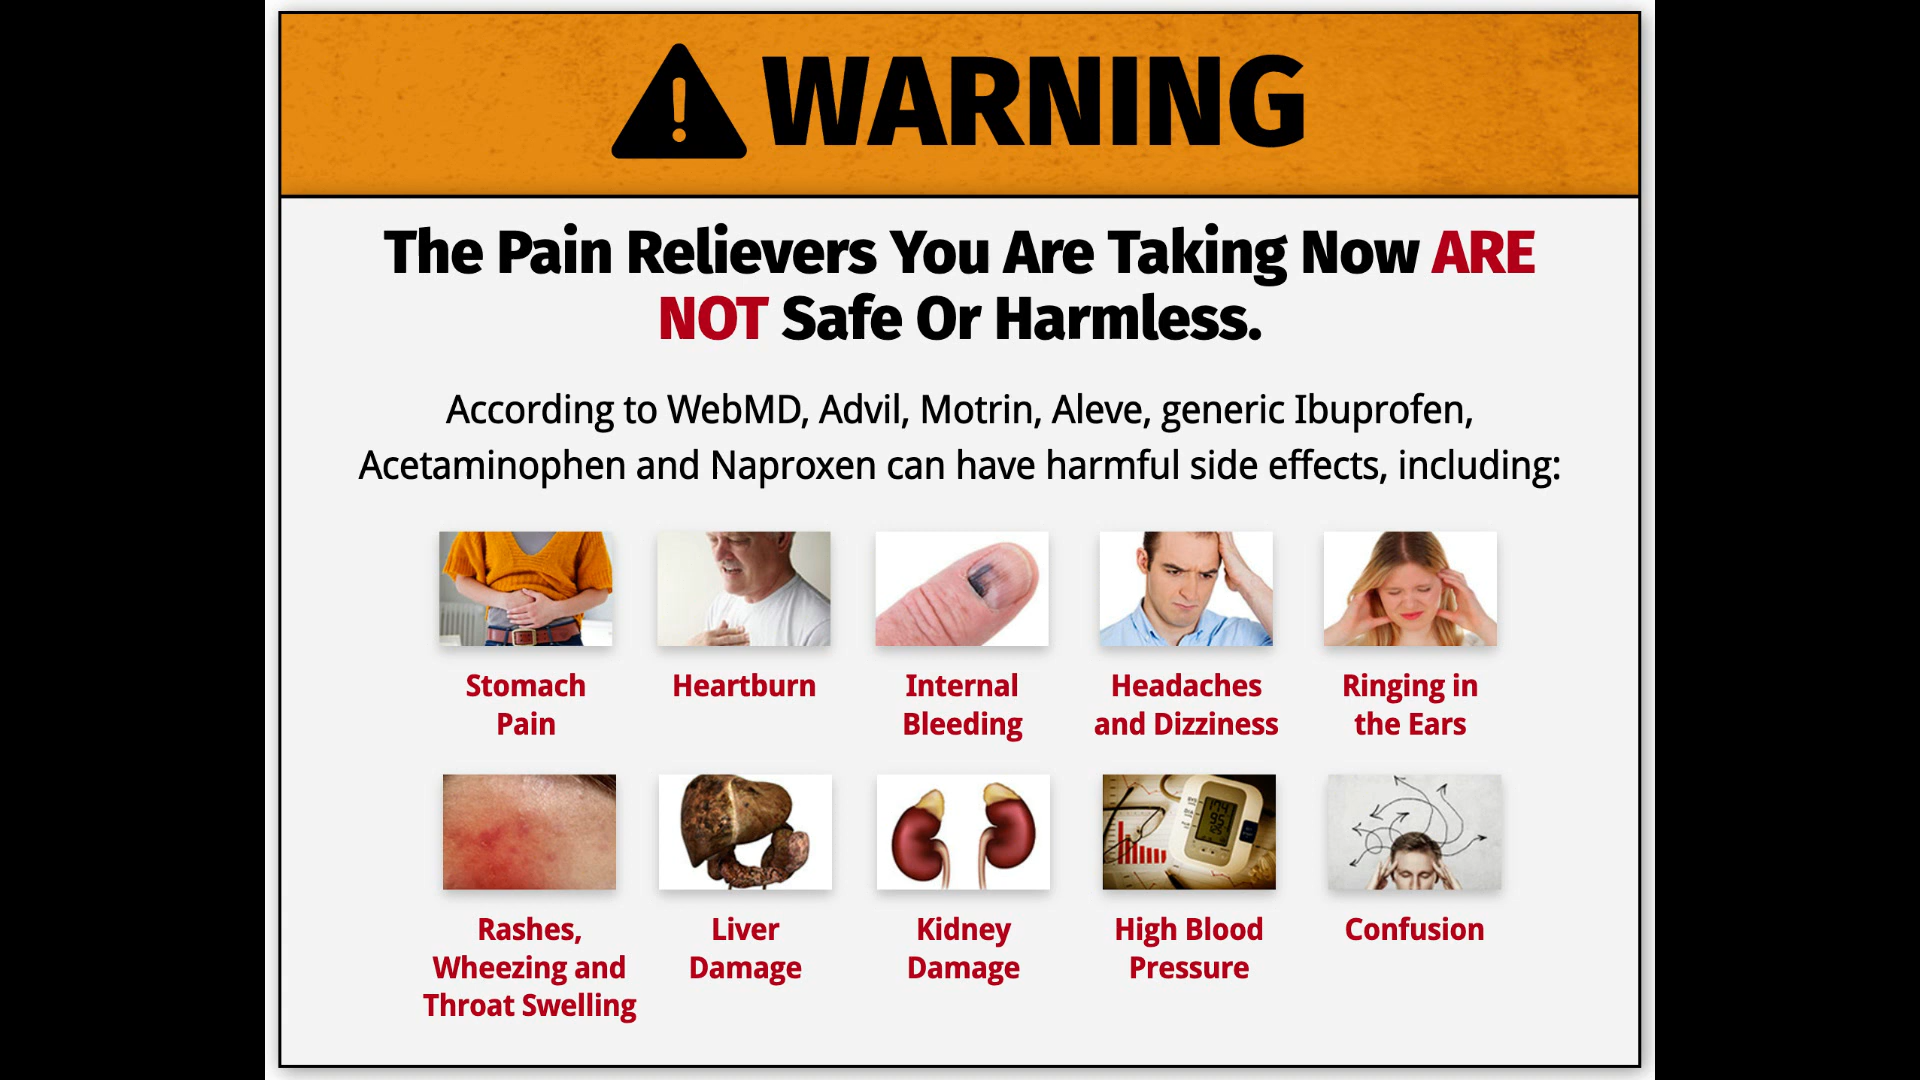 WARNING
The Pain Relievers You Are Taking Now ARE
NOT Safe Or Harmless.
According to WebMD, Advil, Motrin, Aleve, generic Ibuprofen,
Acetaminophen and Naproxen can have harmful side effects, including:
Stomach
Pain
Heartburn
Internal
Bleeding
Headaches
and Dizziness
Ringing in
the Ears
Rashes,
Wheezing and
Throat Swelling
Liver
Damage
Kidney
Damage
High Blood
Pressure
Confusion